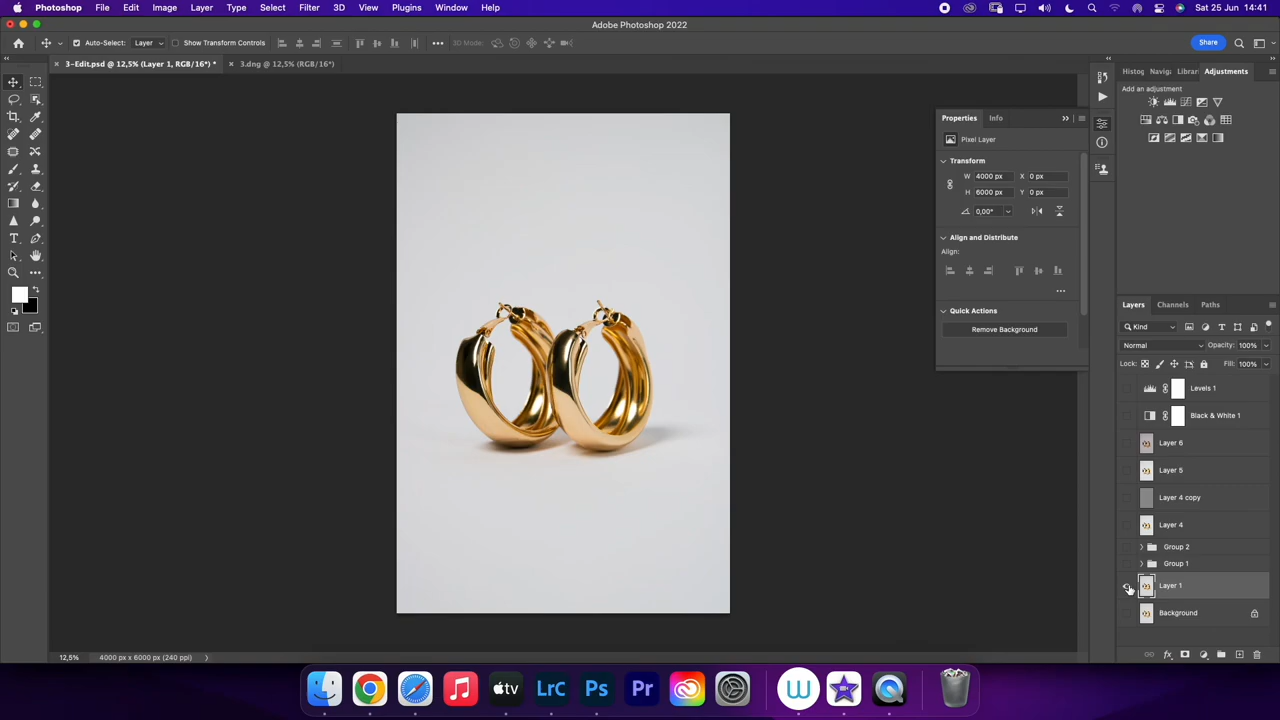 Photoshop File Edit Image Layer Type Select Filter 3D View Plugins Window Help Sat 25 Jun 14:41
Adobe Photoshop 2022
Auto-Select: Layer Show Transform Controls 3D Mode: Share
3-Edit.psd @ 12,5% (Layer 1, RGB/16*) * 3.dng @ 12,5% (RGB/16*)
Histog Naviga Librar Adjustments
Add an adjustment
Properties Info
Pixel Layer
Transform
W 4000 px X 0 px
H 6000 px Y 0 px
0,00°
Align and Distribute
Align:
Quick Actions
Remove Background
Layers Channels Paths
Kind
Normal Opacity: 100%
Lock: Fill: 100%
Levels 1
Black & White 1
Layer 6
Layer 5
Layer 4 copy
Layer 4
Group 2
Group 1
Layer 1
Background
12,5% 4000 px x 6000 px (240 ppi)
tv LrC Ps Pr W